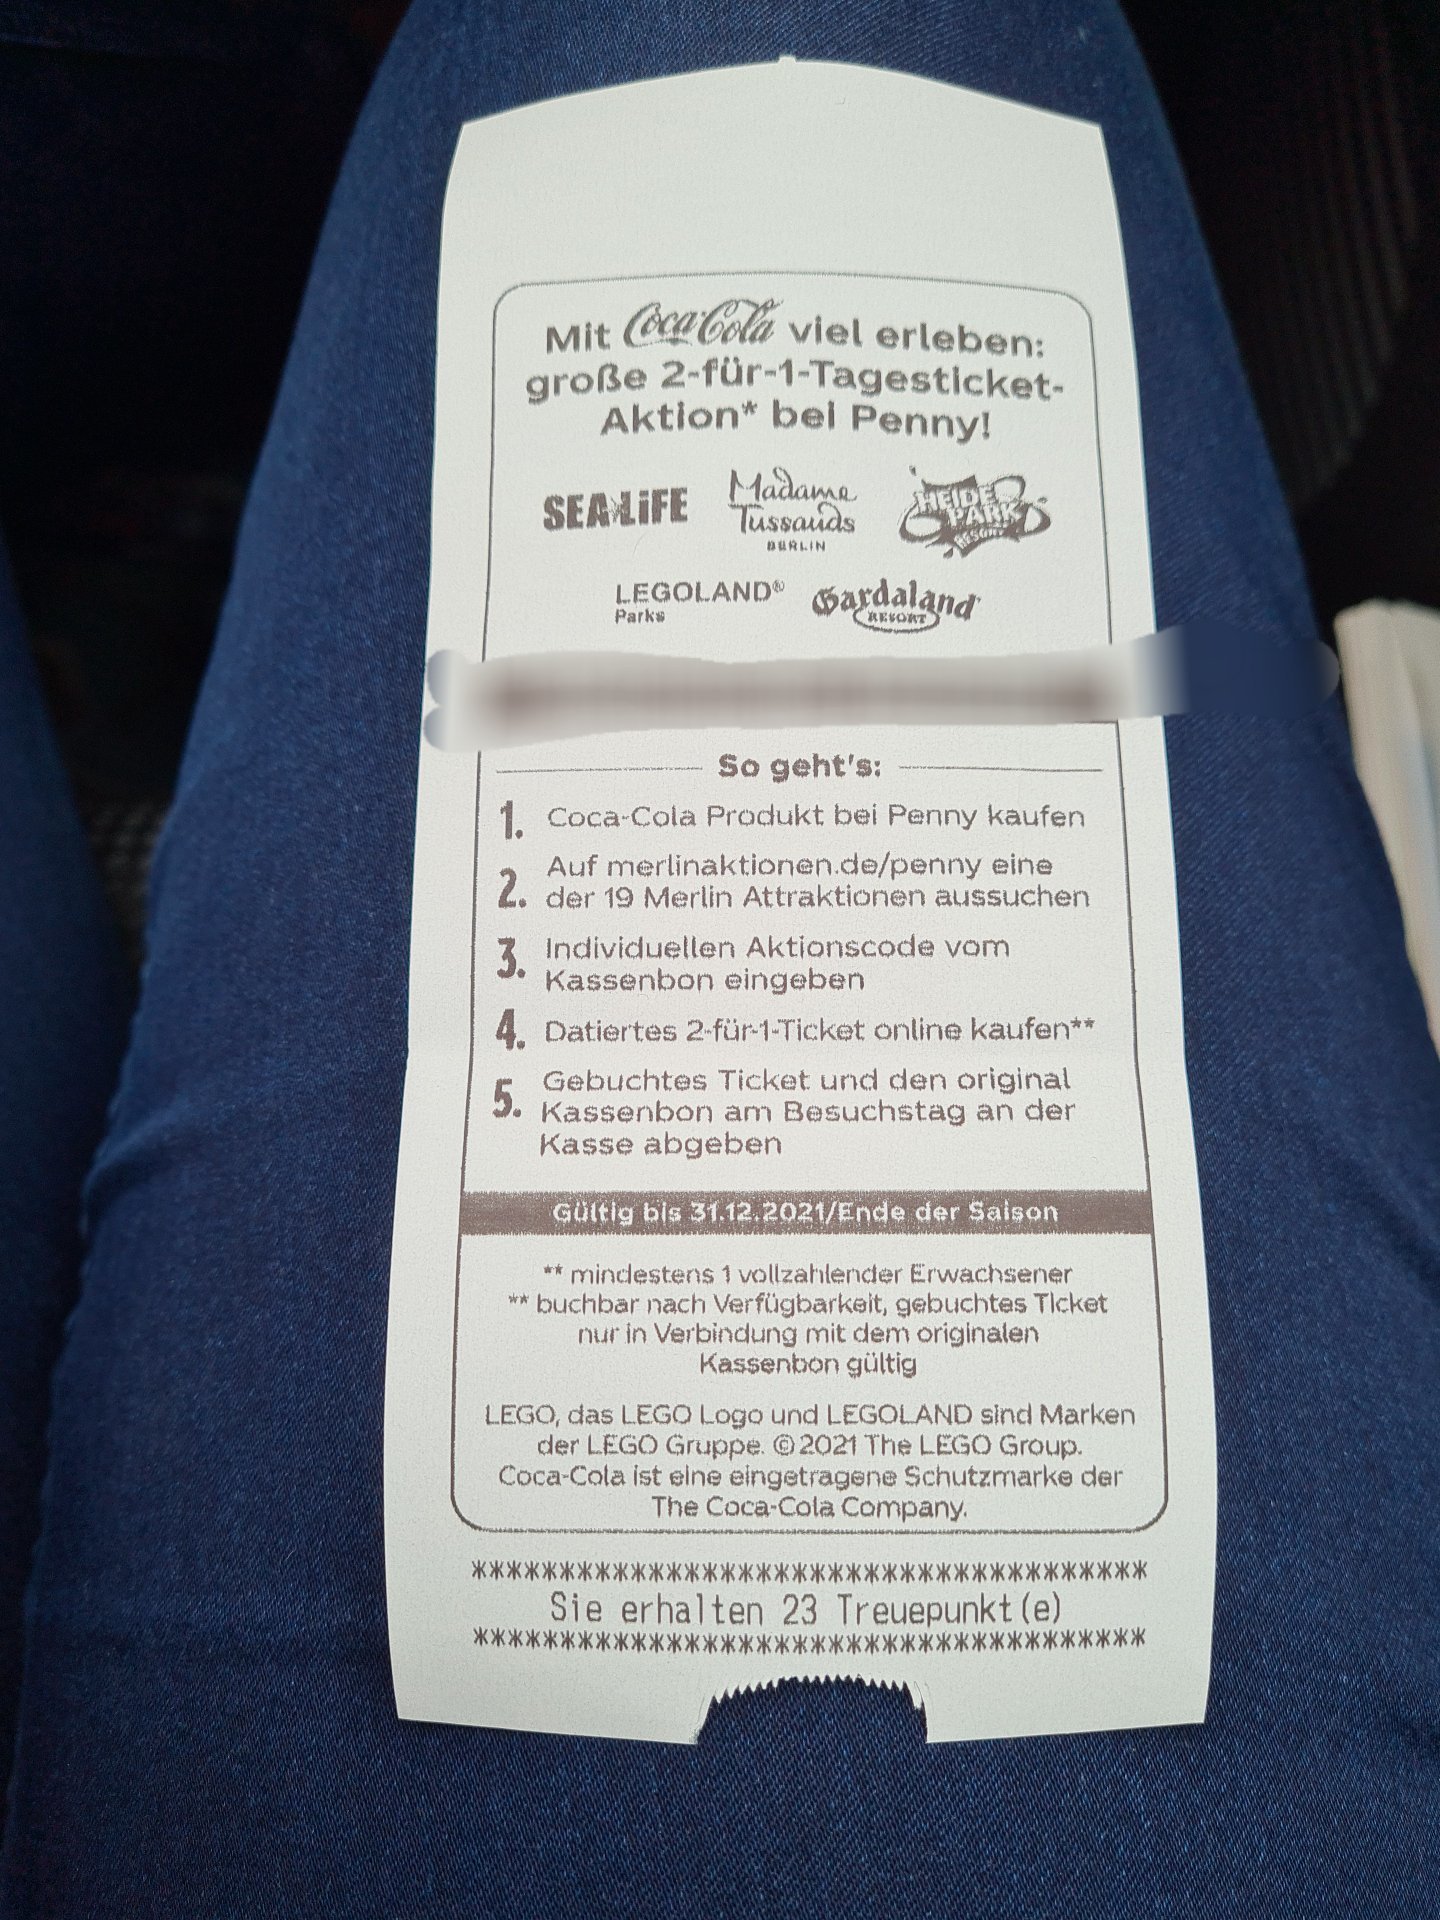 Mit Coca-Cola viel erleben:
große 2-für-1-Tagesticket-
Aktion* bei Penny!
SEA LiFE
Madame
Tussauds
BERLIN
HEIDE
PARK
RESORT
LEGOLAND®
Parks
Gardaland
RESORT
So geht's:
1. Coca-Cola Produkt bei Penny kaufen
2. Auf merlinaktionen.de/penny eine
der 19 Merlin Attraktionen aussuchen
3. Individuellen Aktionscode vom
Kassenbon eingeben
4. Datiertes 2-für-1-Ticket online kaufen**
5. Gebuchtes Ticket und den original
Kassenbon am Besuchstag an der
Kasse abgeben
Gültig bis 31.12.2021/Ende der Saison
** mindestens 1 vollzahlender Erwachsener
** buchbar nach Verfügbarkeit, gebuchtes Ticket
nur in Verbindung mit dem originalen
Kassenbon gültig
LEGO, das LEGO Logo und LEGOLAND sind Marken
der LEGO Gruppe. ©2021 The LEGO Group.
Coca-Cola ist eine eingetragene Schutzmarke der
The Coca-Cola Company.
**************************************
Sie erhalten 23 Treuepunkt(e)
**************************************